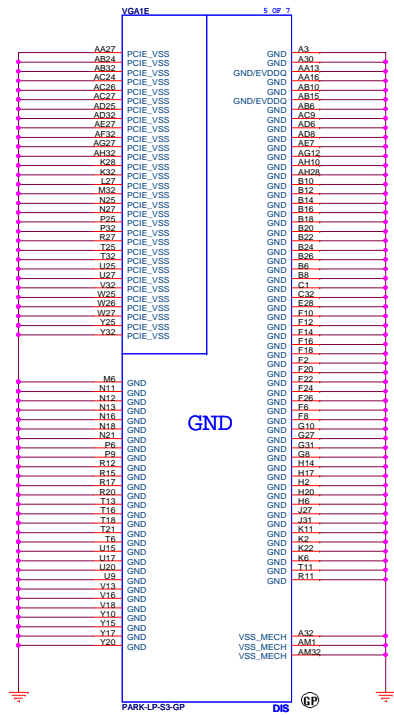 VGA1E 5 OF 7
AA27 PCIE_VSS
AB24 PCIE_VSS
AB32 PCIE_VSS
AC24 PCIE_VSS
AC26 PCIE_VSS
AC27 PCIE_VSS
AD25 PCIE_VSS
AD32 PCIE_VSS
AE27 PCIE_VSS
AF32 PCIE_VSS
AG27 PCIE_VSS
AH32 PCIE_VSS
K28 PCIE_VSS
K32 PCIE_VSS
L27 PCIE_VSS
M32 PCIE_VSS
N25 PCIE_VSS
N27 PCIE_VSS
P25 PCIE_VSS
P32 PCIE_VSS
R27 PCIE_VSS
T25 PCIE_VSS
T32 PCIE_VSS
U25 PCIE_VSS
U27 PCIE_VSS
V32 PCIE_VSS
W25 PCIE_VSS
W26 PCIE_VSS
W27 PCIE_VSS
Y25 PCIE_VSS
Y32 PCIE_VSS
M6 GND
N11 GND
N12 GND
N13 GND
N16 GND
N18 GND
N21 GND
P6 GND
P9 GND
R12 GND
R15 GND
R17 GND
R20 GND
T13 GND
T16 GND
T18 GND
T21 GND
T6 GND
U15 GND
U17 GND
U20 GND
U9 GND
V13 GND
V16 GND
V18 GND
Y10 GND
Y15 GND
Y17 GND
Y20 GND
GND
GND A3
GND A30
GND/EVDDQ AA13
GND AA16
GND AB10
GND/EVDDQ AB15
GND AB6
GND AC9
GND AD6
GND AD8
GND AE7
GND AG12
GND AH10
GND AH28
GND B10
GND B12
GND B14
GND B16
GND B18
GND B20
GND B22
GND B24
GND B26
GND B6
GND B8
GND C1
GND C32
GND E28
GND F10
GND F12
GND F14
GND F16
GND F18
GND F2
GND F20
GND F22
GND F24
GND F26
GND F6
GND F8
GND G10
GND G27
GND G31
GND G8
GND H14
GND H17
GND H2
GND H20
GND H6
GND J27
GND J31
GND K11
GND K2
GND K22
GND K6
GND T11
GND R11
VSS_MECH A32
VSS_MECH AM1
VSS_MECH AM32
PARK-LP-S3-GP DIS GP